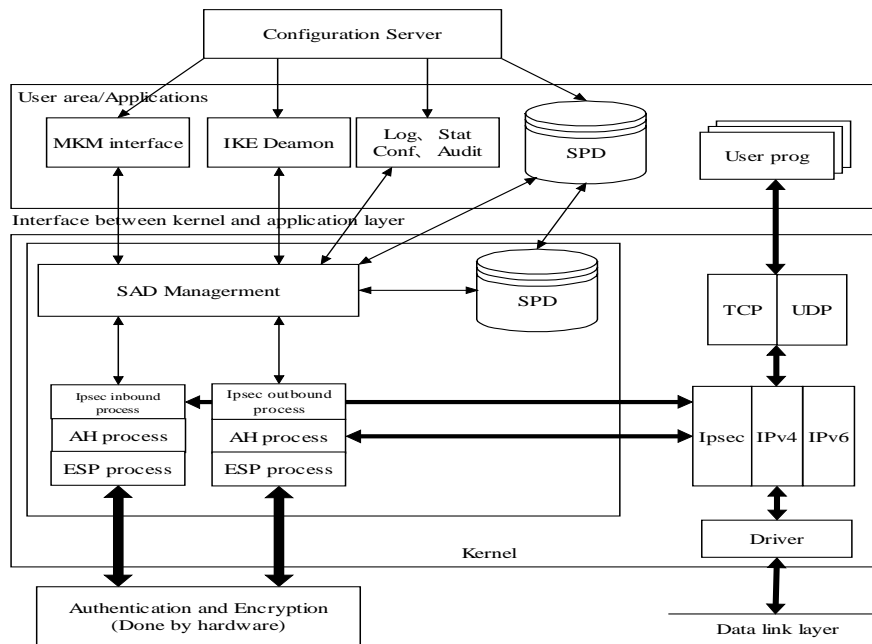 Configuration Server
User area/Applications
MKM interface
IKE Deamon
Log、Stat
Conf、Audit
SPD
User prog
Interface between kernel and application layer
SAD Managerment
SPD
TCP
UDP
Ipsec inbound
process
AH process
ESP process
Ipsec outbound
process
AH process
ESP process
Ipsec
IPv4
IPv6
Driver
Kernel
Authentication and Encryption
(Done by hardware)
Data link layer